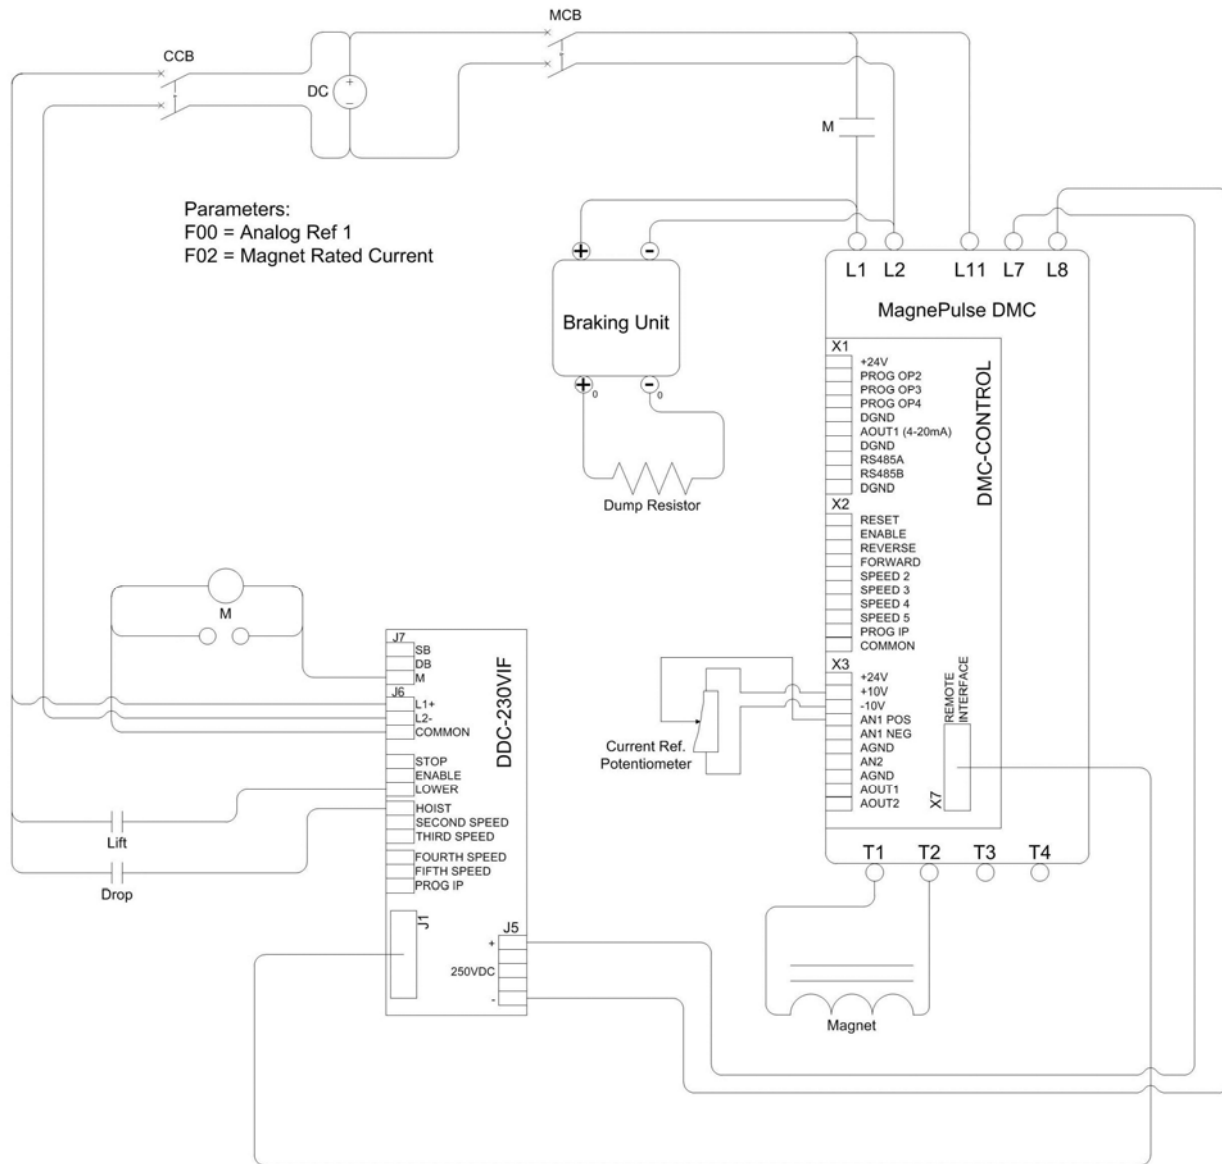 MCB
CCB
DC
+
−
M
Parameters:
F00 = Analog Ref 1
F02 = Magnet Rated Current
+
-
Braking Unit
+
0
-
0
Dump Resistor
L1
L2
L11
L7
L8
MagnePulse DMC
DMC-CONTROL
X1
+24V
PROG OP2
PROG OP3
PROG OP4
DGND
AOUT1 (4-20mA)
DGND
RS485A
RS485B
DGND
X2
RESET
ENABLE
REVERSE
FORWARD
SPEED 2
SPEED 3
SPEED 4
SPEED 5
PROG IP
COMMON
X3
+24V
+10V
-10V
AN1 POS
AN1 NEG
AGND
AN2
AGND
AOUT1
AOUT2
REMOTE
INTERFACE
X7
Current Ref.
Potentiometer
T1
T2
T3
T4
Magnet
M
DDC-230VIF
J7
SB
DB
M
J6
L1+
L2-
COMMON
STOP
ENABLE
LOWER
HOIST
SECOND SPEED
THIRD SPEED
FOURTH SPEED
FIFTH SPEED
PROG IP
Lift
Drop
J1
J5
+
250VDC
-